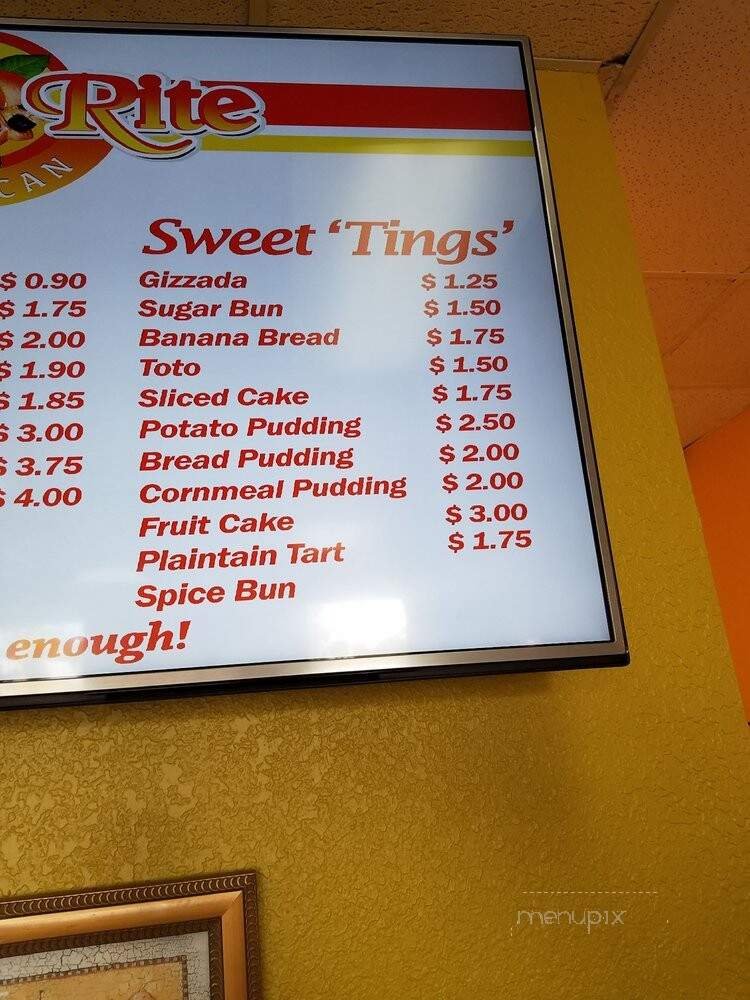 Rite
CAN
Sweet 'Tings'
$ 0.90 Gizzada $ 1.25
$ 1.75 Sugar Bun $ 1.50
$ 2.00 Banana Bread $ 1.75
$ 1.90 Toto $ 1.50
$ 1.85 Sliced Cake $ 1.75
$ 3.00 Potato Pudding $ 2.50
$ 3.75 Bread Pudding $ 2.00
$ 4.00 Cornmeal Pudding $ 2.00
Fruit Cake $ 3.00
Plaintain Tart $ 1.75
Spice Bun
enough!
menupix